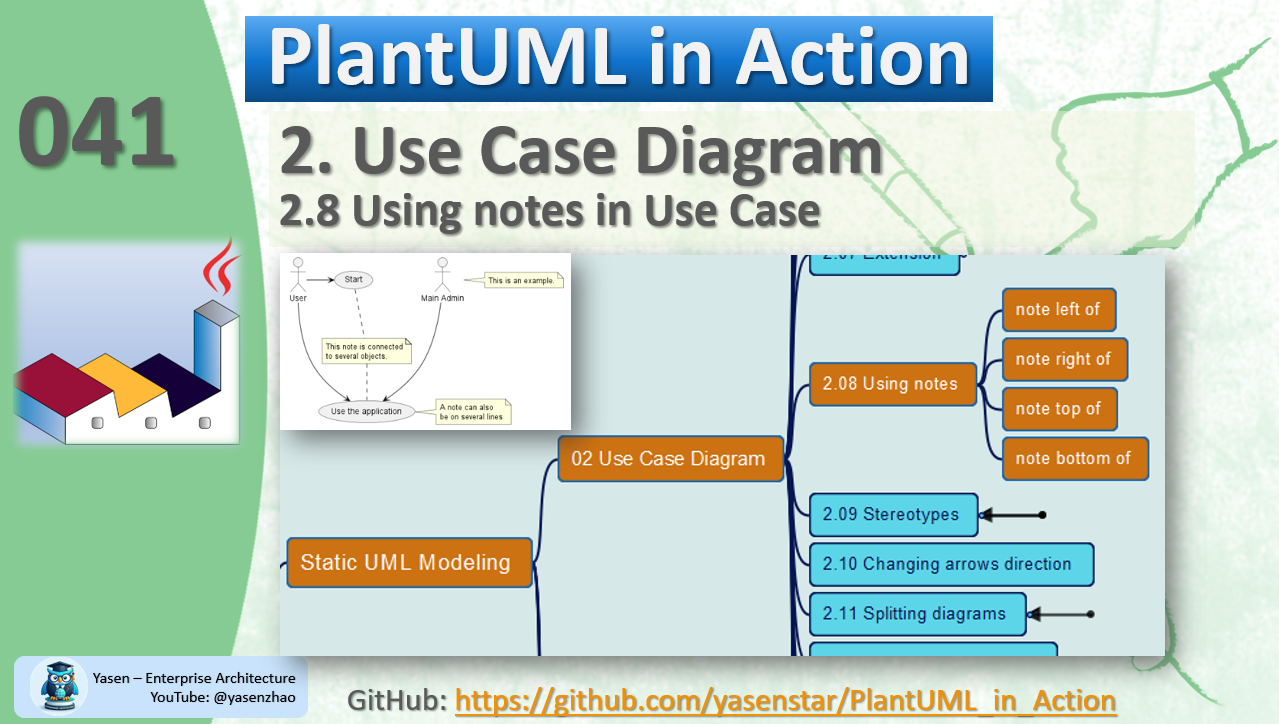 PlantUML in Action
041
2. Use Case Diagram
2.8 Using notes in Use Case
User
Start
Main Admin
This is an example.
This note is connected
to several objects.
Use the application
A note can also
be on several lines
2.07 Extension
2.08 Using notes
note left of
note right of
note top of
note bottom of
02 Use Case Diagram
2.09 Stereotypes
Static UML Modeling
2.10 Changing arrows direction
2.11 Splitting diagrams
Yasen – Enterprise Architecture
YouTube: @yasenzhao
GitHub: https://github.com/yasenstar/PlantUML_in_Action